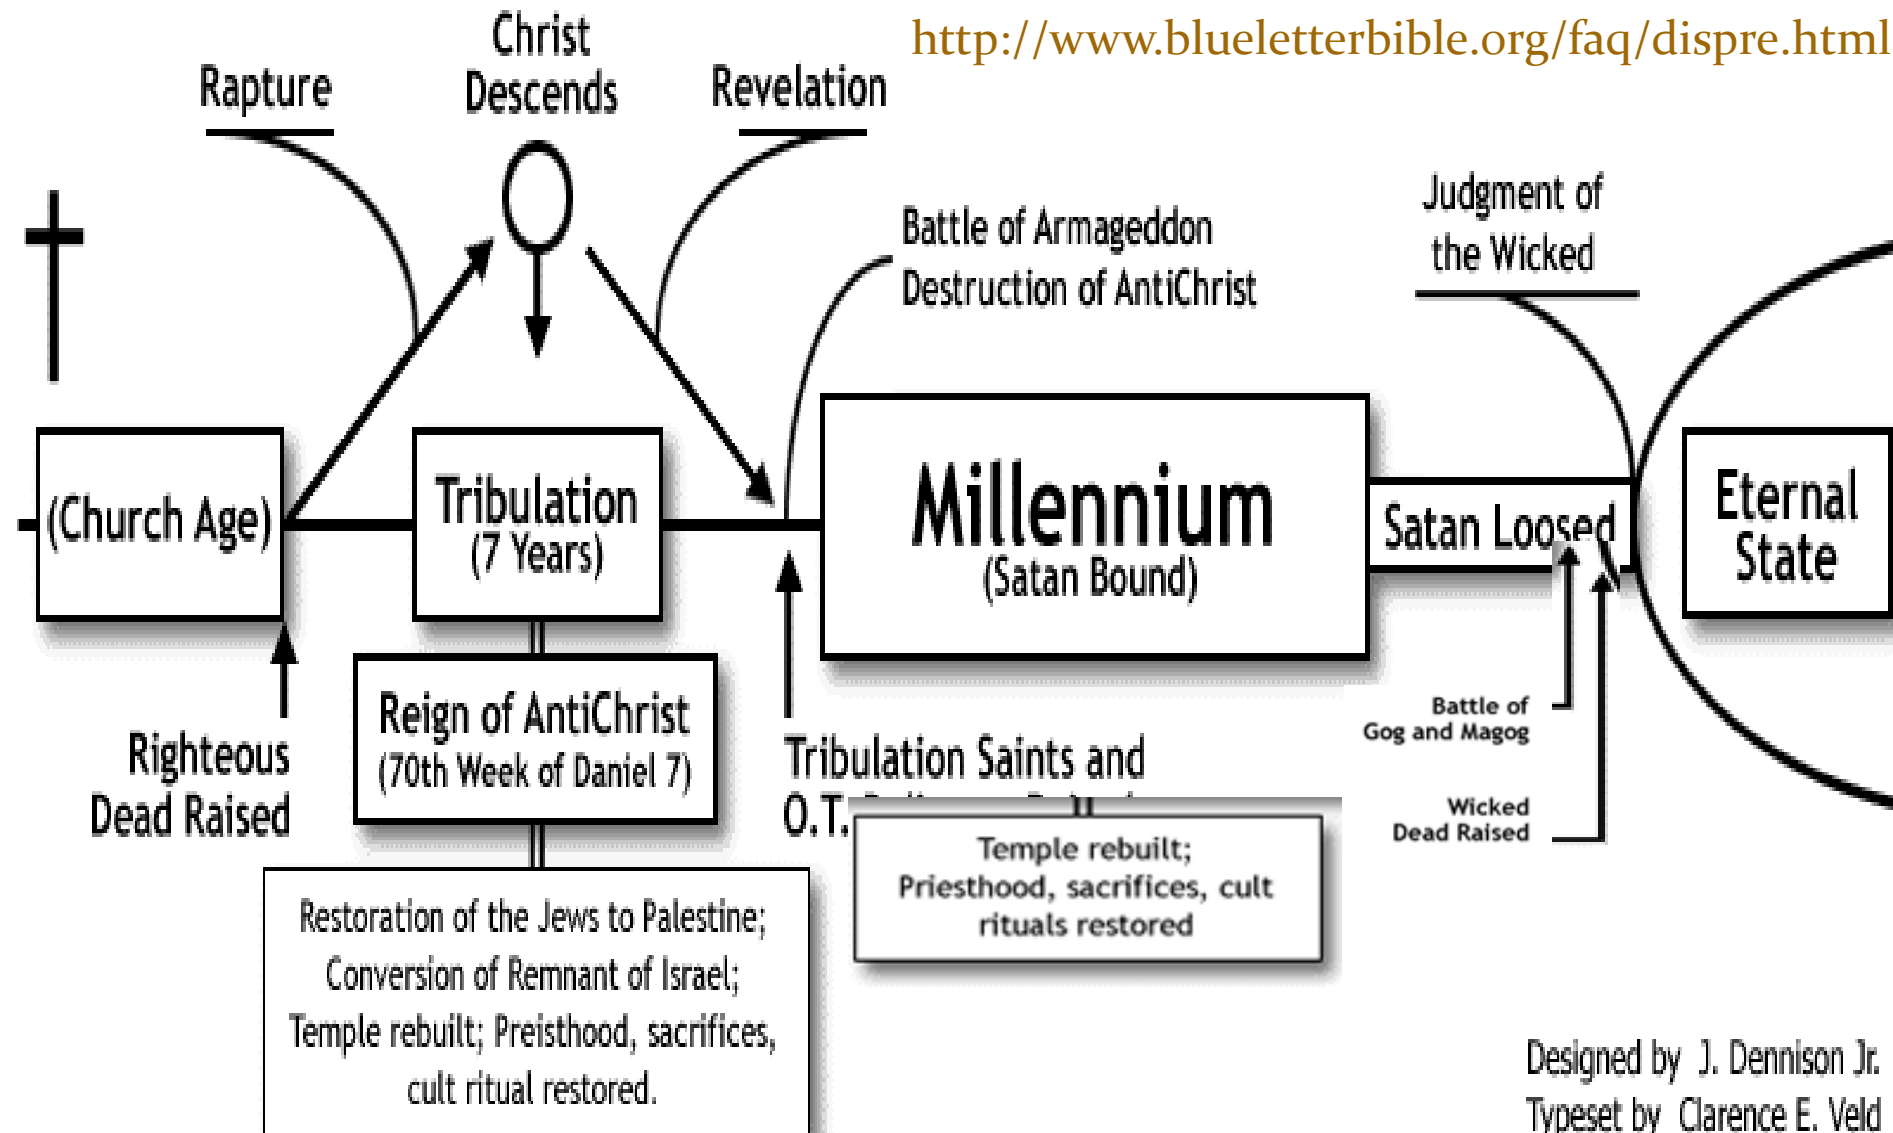 http://www.blueletterbible.org/faq/dispre.html
Christ
Descends
Rapture
Revelation
Battle of Armageddon
Destruction of AntiChrist
Judgment of
the Wicked
(Church Age)
Tribulation
(7 Years)
Millennium
(Satan Bound)
Satan Loosed
Eternal
State
Righteous
Dead Raised
Reign of AntiChrist
(70th Week of Daniel 7)
Tribulation Saints and
O.T.
Battle of
Gog and Magog
Wicked
Dead Raised
Temple rebuilt;
Priesthood, sacrifices, cult
rituals restored
Restoration of the Jews to Palestine;
Conversion of Remnant of Israel;
Temple rebuilt; Preisthood, sacrifices,
cult ritual restored.
Designed by J. Dennison Jr.
Typeset by Clarence E. Veld